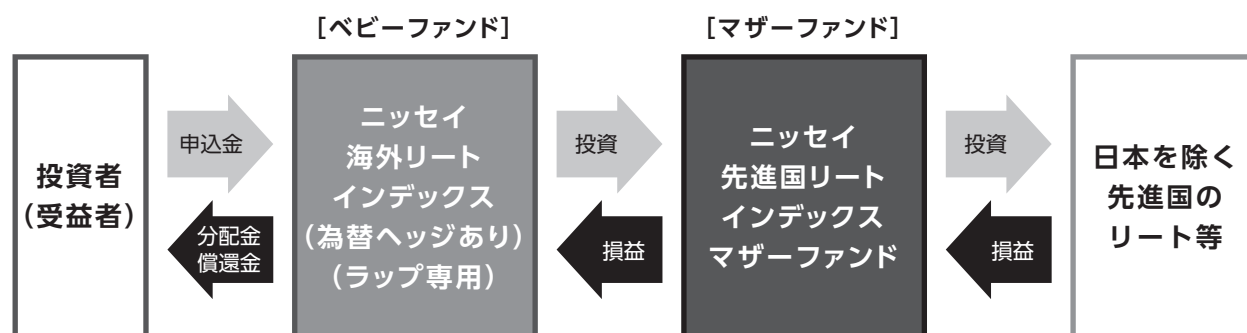 [ベビーファンド]
[マザーファンド]
投資者
(受益者)
申込金
分配金
償還金
ニッセイ
海外リート
インデックス
(為替ヘッジあり)
(ラップ専用)
投資
損益
ニッセイ
先進国リート
インデックス
マザーファンド
投資
損益
日本を除く
先進国の
リート等